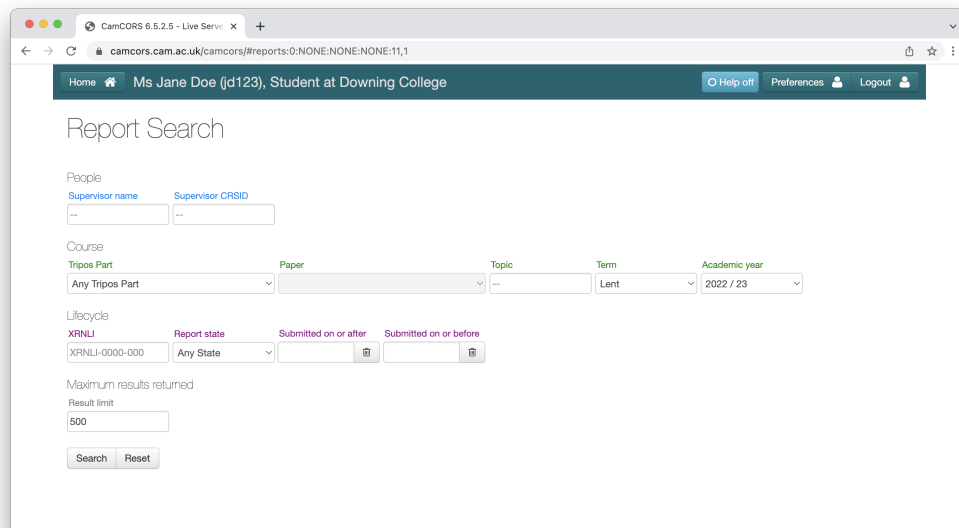 CamCORS 6.5.2.5 - Live Serve
camcors.cam.ac.uk/camcors/#reports:0:NONE:NONE:NONE:11,1
Home Ms Jane Doe (jd123), Student at Downing College Help off Preferences Logout
Report Search
People
Supervisor name Supervisor CRSID
-- --
Course
Tripos Part Paper Topic Term Academic year
Any Tripos Part -- Lent 2022 / 23
Lifecycle
XRNLI Report state Submitted on or after Submitted on or before
XRNLI-0000-000 Any State
Maximum results returned
Result limit
500
Search Reset